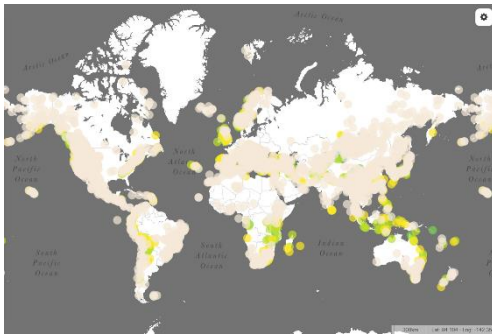 Arctic Ocean
Arctic Ocean
North
Pacific
Ocean
North
Atlantic
Ocean
North
Pacific
Ocean
South
Pacific
Ocean
South
Atlantic
Ocean
Indian
Ocean
South
Pacific
Ocean